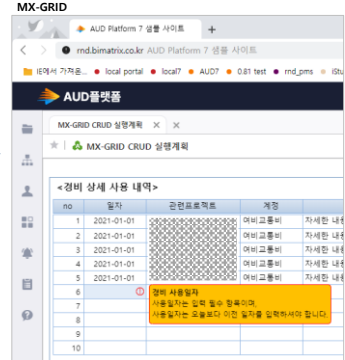 MX-GRID
AUD Platform 7 샘플 사이트
rnd.bimatrix.co.kr AUD Platform 7 샘플 사이트
IE에서 가져온... local portal local7 AUD7 0.81 test rnd_pms iStu
AUD플랫폼
MX-GRID CRUD 실행계획
MX-GRID CRUD 실행계획
<경비 상세 사용 내역>
no 일자 관련프로젝트 계정
1 2021-01-01 여비교통비 자세한 내용
2 2021-01-01 여비교통비 자세한 내용
3 2021-01-01 여비교통비 자세한 내용
4 2021-01-01 여비교통비 자세한 내용
5 2021-01-01 여비교통비 자세한 내용
6 경비 사용일자
7 사용일자는 입력 필수 항목이며,
8 사용일자는 오늘보다 이전 일자를 입력하셔야 합니다.
9
10